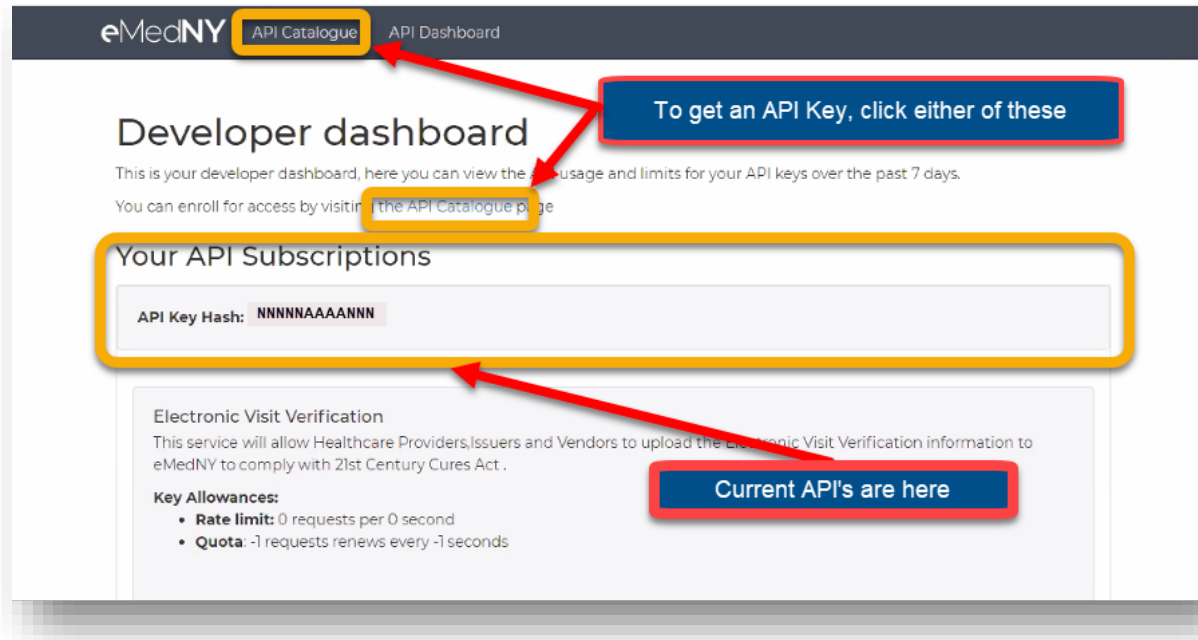 eMedNY API Catalogue API Dashboard
To get an API Key, click either of these
Developer dashboard
This is your developer dashboard, here you can view the usage and limits for your API keys over the past 7 days.
You can enroll for access by visiting the API Catalogue page
Your API Subscriptions
API Key Hash: NNNNNAAAANNN
Electronic Visit Verification
This service will allow Healthcare Providers,Issuers and Vendors to upload the Electronic Visit Verification information to
eMedNY to comply with 21st Century Cures Act .
Current API's are here
Key Allowances:
• Rate limit: 0 requests per 0 second
• Quota: -1 requests renews every -1 seconds